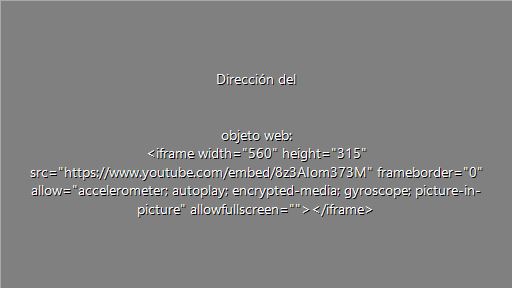 Dirección del
objeto web:
<iframe width="560" height="315"
src="https://www.youtube.com/embed/8z3AIom373M" frameborder="0"
allow="accelerometer; autoplay; encrypted-media; gyroscope; picture-in-
picture" allowfullscreen=""></iframe>